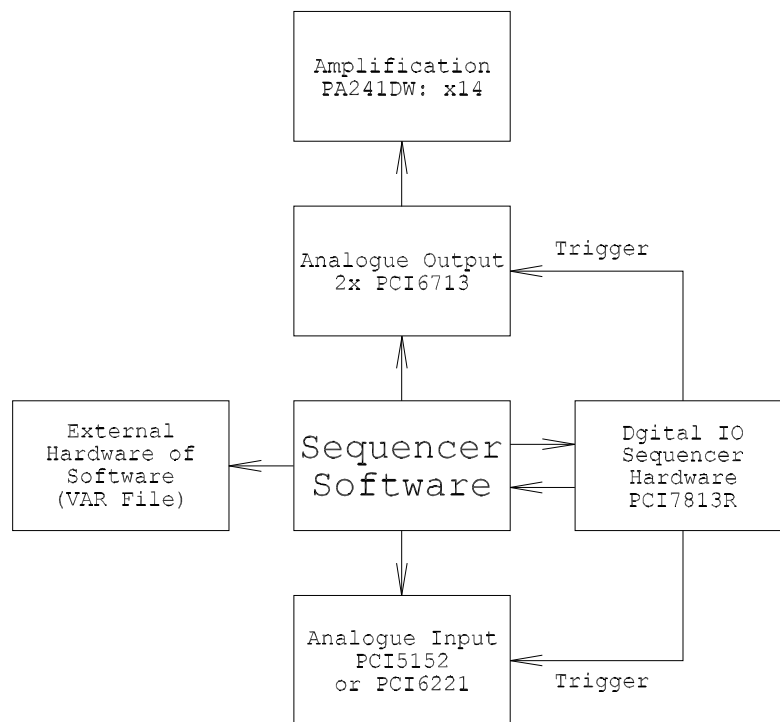 Amplification
PA241DW: x14
Analogue Output
2x PCI6713
Trigger
External
Hardware of
Software
(VAR File)
Sequencer
Software
Dgital IO
Sequencer
Hardware
PCI7813R
Analogue Input
PCI5152
or PCI6221
Trigger